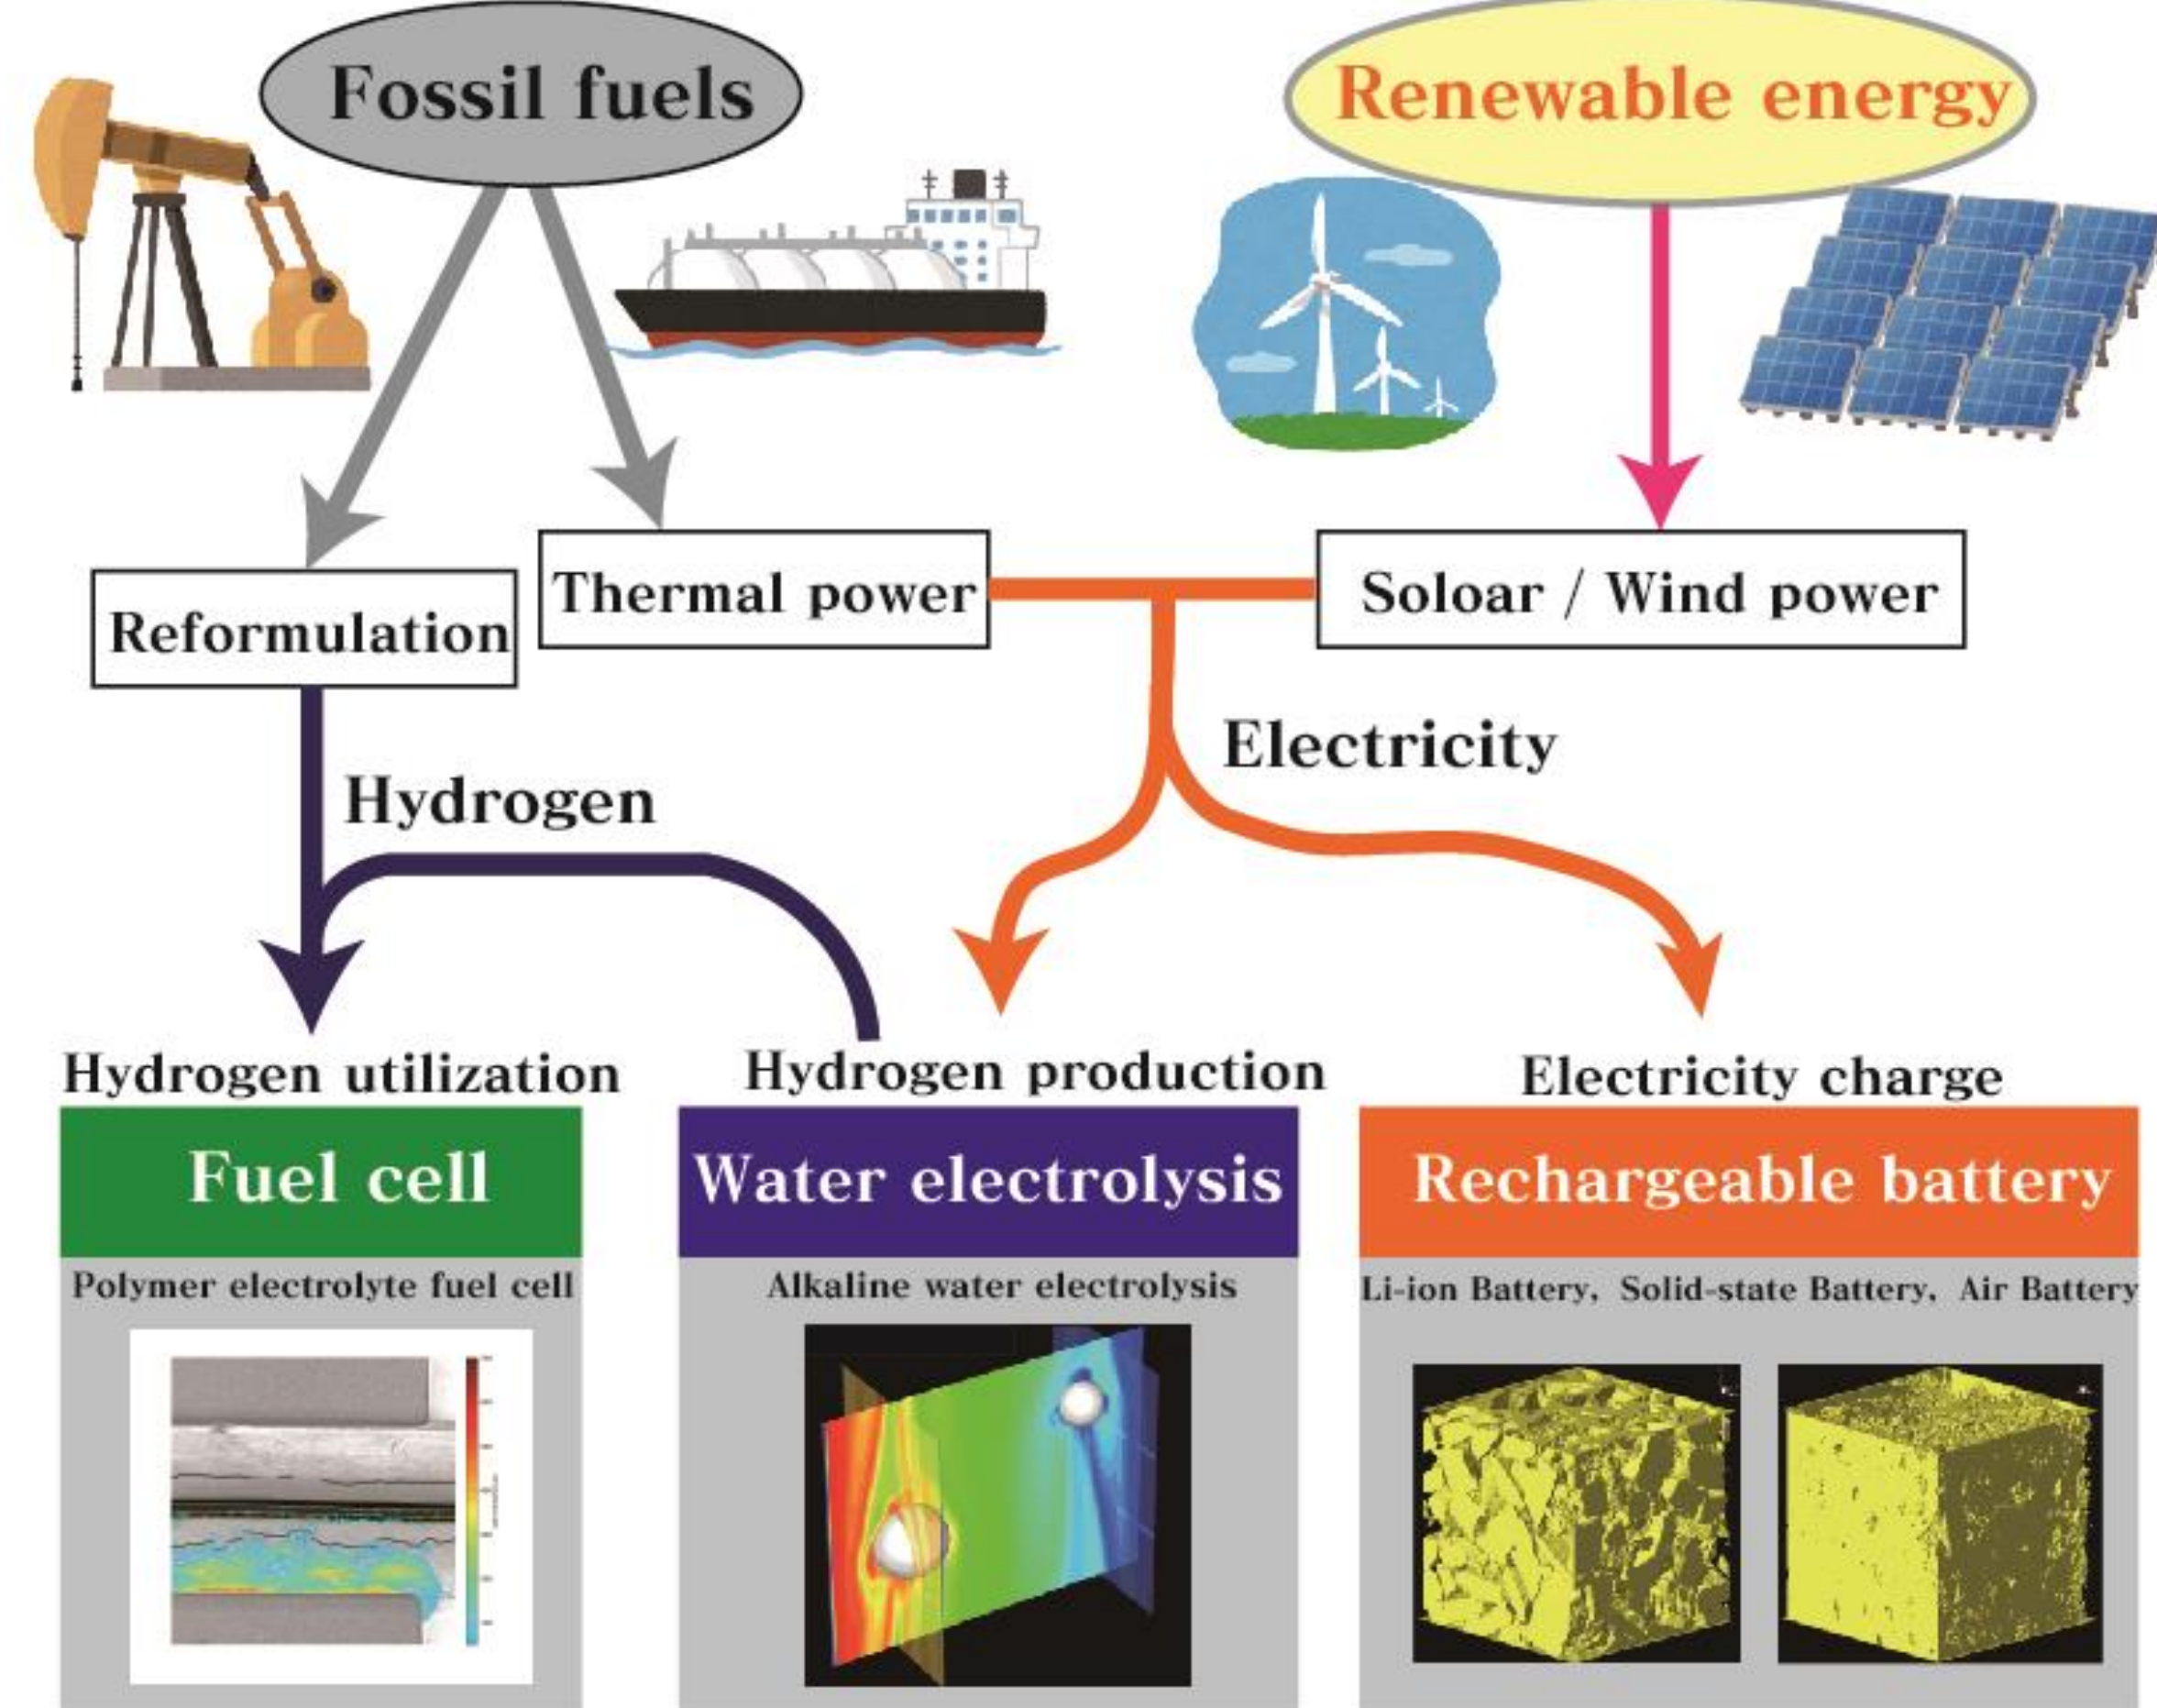 Fossil fuels
Renewable energy
Reformulation
Thermal power
Soloar / Wind power
Hydrogen
Electricity
Hydrogen utilization
Hydrogen production
Electricity charge
Fuel cell
Water electrolysis
Rechargeable battery
Polymer electrolyte fuel cell
Alkaline water electrolysis
Li-ion Battery, Solid-state Battery, Air Battery